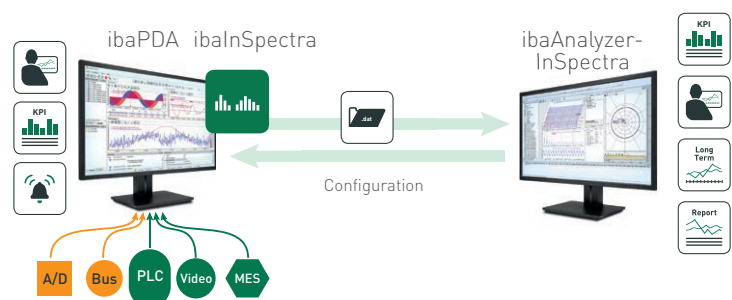 ibaPDA ibaInSpectra
ibaAnalyzer-
InSpectra
KPI
KPI
.dat
Configuration
Long
Term
Report
A/D
Bus
PLC
Video
MES